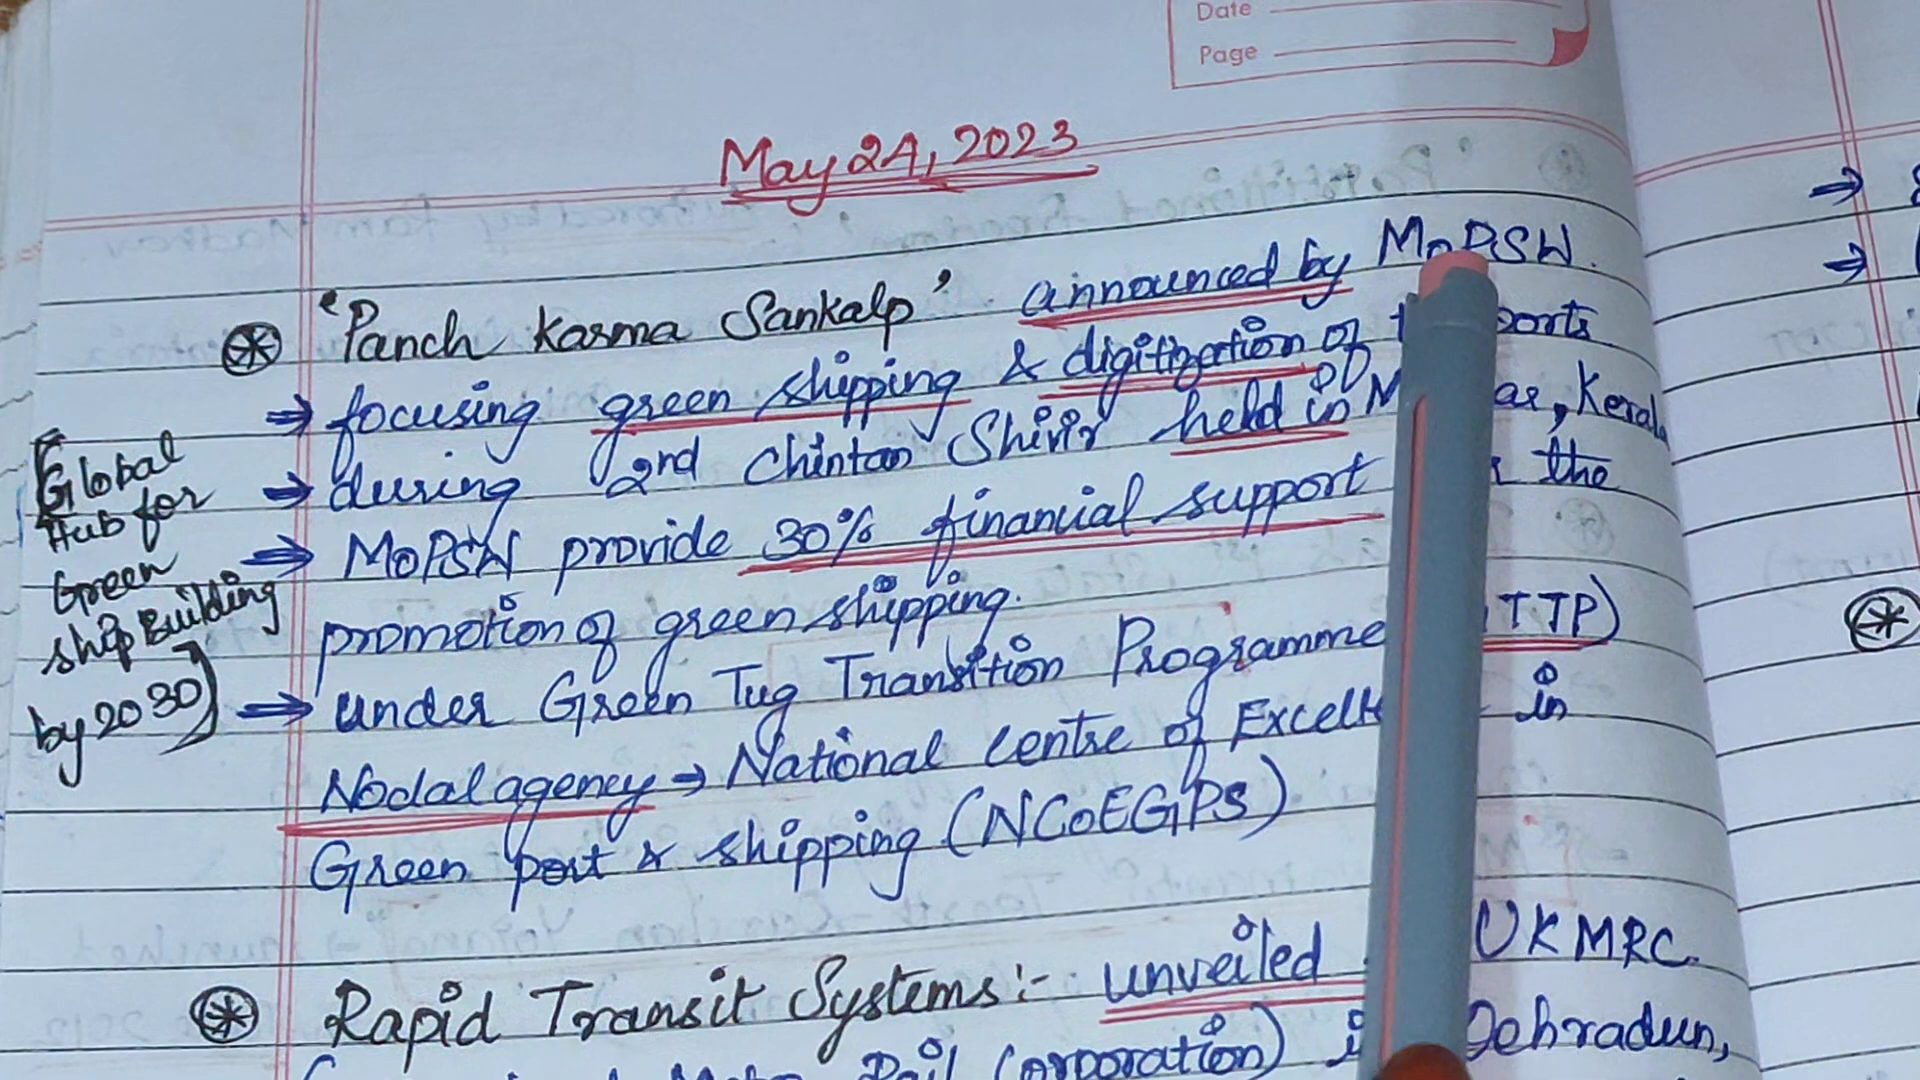 Date
Page
May 24, 2023
'Panch Karma Sankalp' announced by MoPSW.
→ focusing green shipping & digitization of ports
→ during 2nd Chintan Shivir held in Kerala
→ MoPSW provide 30% financial support the
promotion of green shipping.
→ under Green Tug Transition Programme TTP)
Nodal agency → National Centre of in
Green port & shipping (NCoEGPS)
[Global
Hub for
Green
ship Building
by 2030]
Rapid Transit Systems:- unveiled UKMRC.
Rail Corporation) Dehradun,